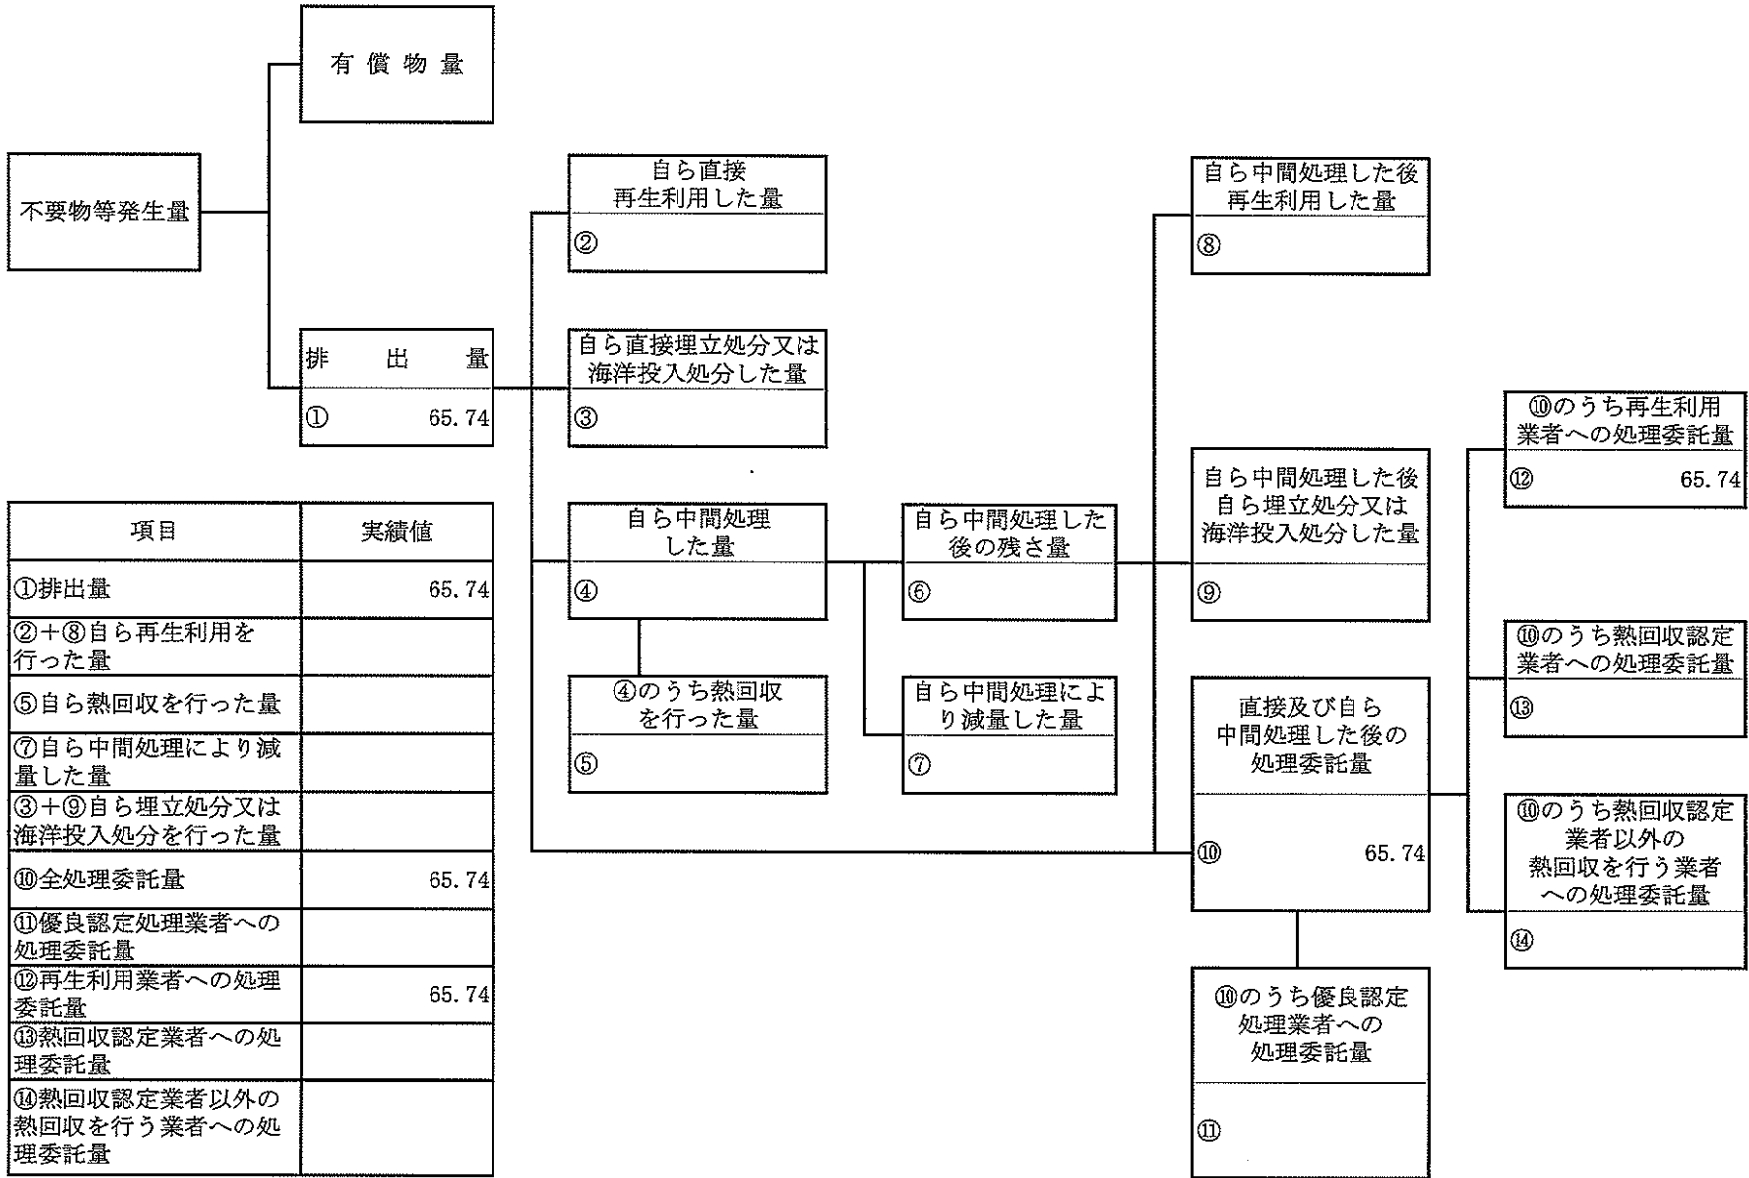 有償物量
不要物等発生量
排出量
① 65.74
自ら直接
再生利用した量
②
自ら直接埋立処分又は
海洋投入処分した量
③
自ら中間処理
した量
④
④のうち熱回収
を行った量
⑤
自ら中間処理した
後の残さ量
⑥
自ら中間処理によ
り減量した量
⑦
自ら中間処理した後
再生利用した量
⑧
自ら中間処理した後
自ら埋立処分又は
海洋投入処分した量
⑨
直接及び自ら
中間処理した後の
処理委託量
⑩ 65.74
⑩のうち優良認定
処理業者への
処理委託量
⑪
⑩のうち再生利用
業者への処理委託量
⑫ 65.74
⑩のうち熱回収認定
業者への処理委託量
⑬
⑩のうち熱回収認定
業者以外の
熱回収を行う業者
への処理委託量
⑭
項目 実績値
①排出量 65.74
②＋⑧自ら再生利用を
行った量
⑤自ら熱回収を行った量
⑦自ら中間処理により減
量した量
③＋⑨自ら埋立処分又は
海洋投入処分を行った量
⑩全処理委託量 65.74
⑪優良認定処理業者への
処理委託量
⑫再生利用業者への処理
委託量 65.74
⑬熱回収認定業者への処
理委託量
⑭熱回収認定業者以外の
熱回収を行う業者への処
理委託量